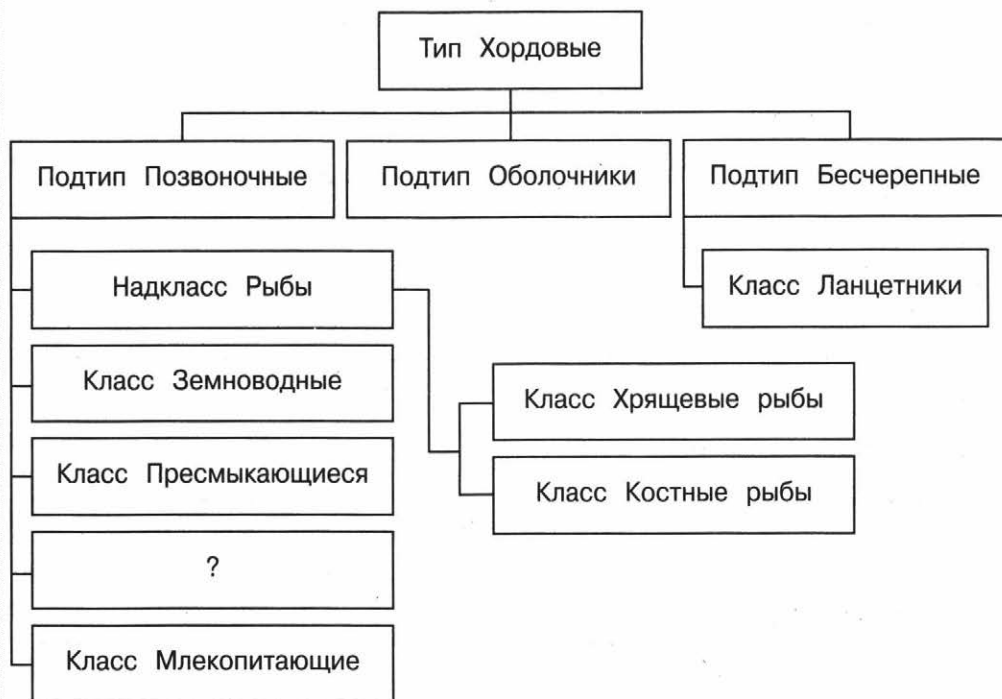 Тип Хордовые
Подтип Позвоночные
Подтип Оболочники
Подтип Бесчерепные
Надкласс Рыбы
Класс Ланцетники
Класс Земноводные
Класс Хрящевые рыбы
Класс Пресмыкающиеся
Класс Костные рыбы
?
Класс Млекопитающие